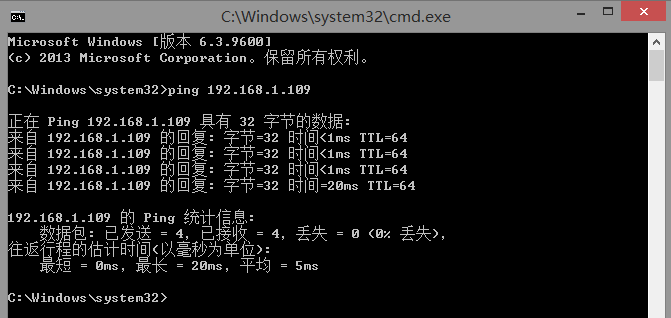 C:\Windows\system32\cmd.exe
Microsoft Windows [版本 6.3.9600]
(c) 2013 Microsoft Corporation。保留所有权利。
C:\Windows\system32>ping 192.168.1.109
正在 Ping 192.168.1.109 具有 32 字节的数据:
来自 192.168.1.109 的回复: 字节=32 时间<1ms TTL=64
来自 192.168.1.109 的回复: 字节=32 时间<1ms TTL=64
来自 192.168.1.109 的回复: 字节=32 时间<1ms TTL=64
来自 192.168.1.109 的回复: 字节=32 时间=20ms TTL=64
192.168.1.109 的 Ping 统计信息:
数据包: 已发送 = 4, 已接收 = 4, 丢失 = 0 (0% 丢失),
往返行程的估计时间(以毫秒为单位):
最短 = 0ms, 最长 = 20ms, 平均 = 5ms
C:\Windows\system32>